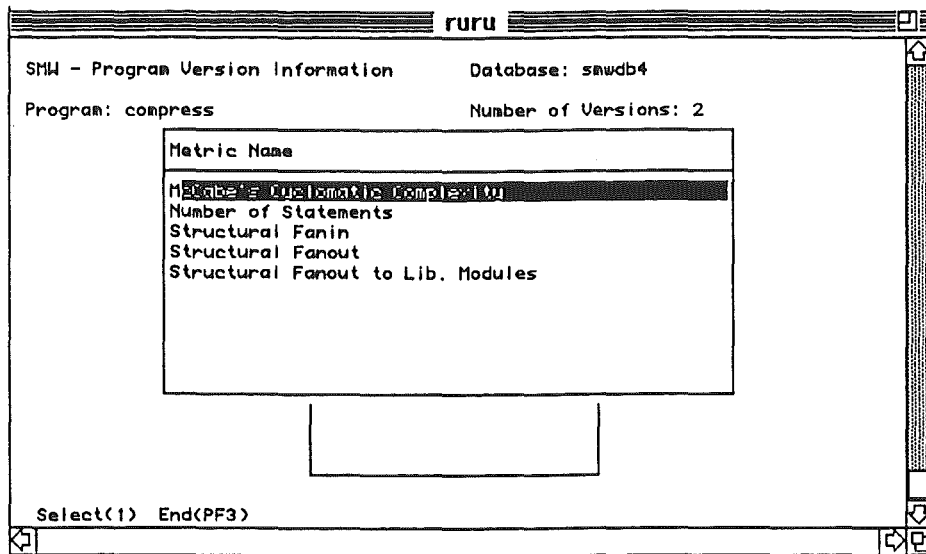 ruru
SMW - Program Version Information Database: smwdb4
Program: compress Number of Versions: 2
Metric Name
McCabe's Cyclomatic Complexity
Number of Statements
Structural Fanin
Structural Fanout
Structural Fanout to Lib. Modules
Select(1) End(PF3)